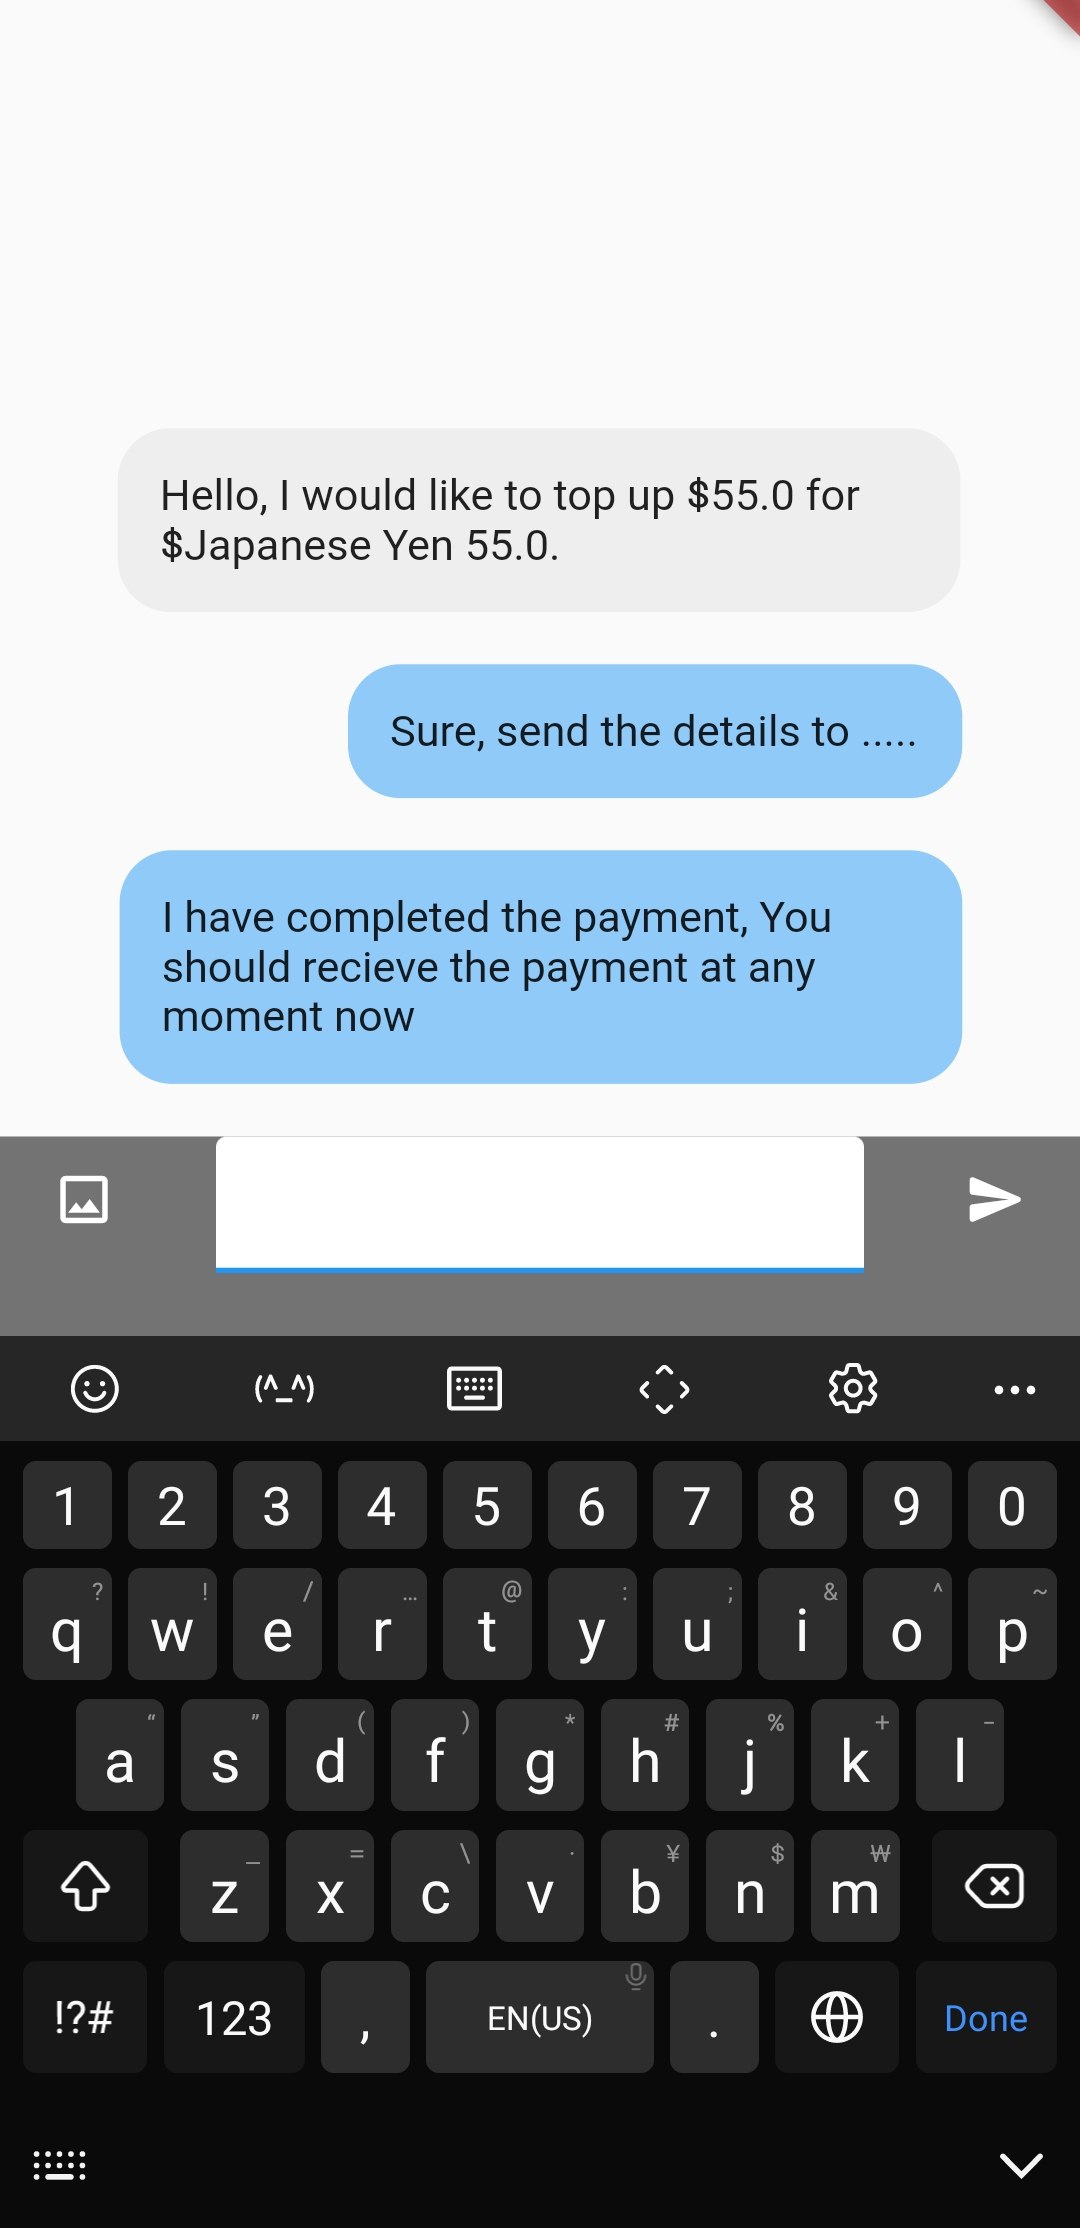 Hello, I would like to top up $55.0 for
$Japanese Yen 55.0.
Sure, send the details to .....
I have completed the payment, You
should recieve the payment at any
moment now
(^_^)
1 2 3 4 5 6 7 8 9 0
? ! / … @ : ; & ^ ~
q w e r t y u i o p
“ ” ( ) * # % + −
a s d f g h j k l
_ = \ · ¥ $ ₩
z x c v b n m
!?# 123 , EN(US) . Done